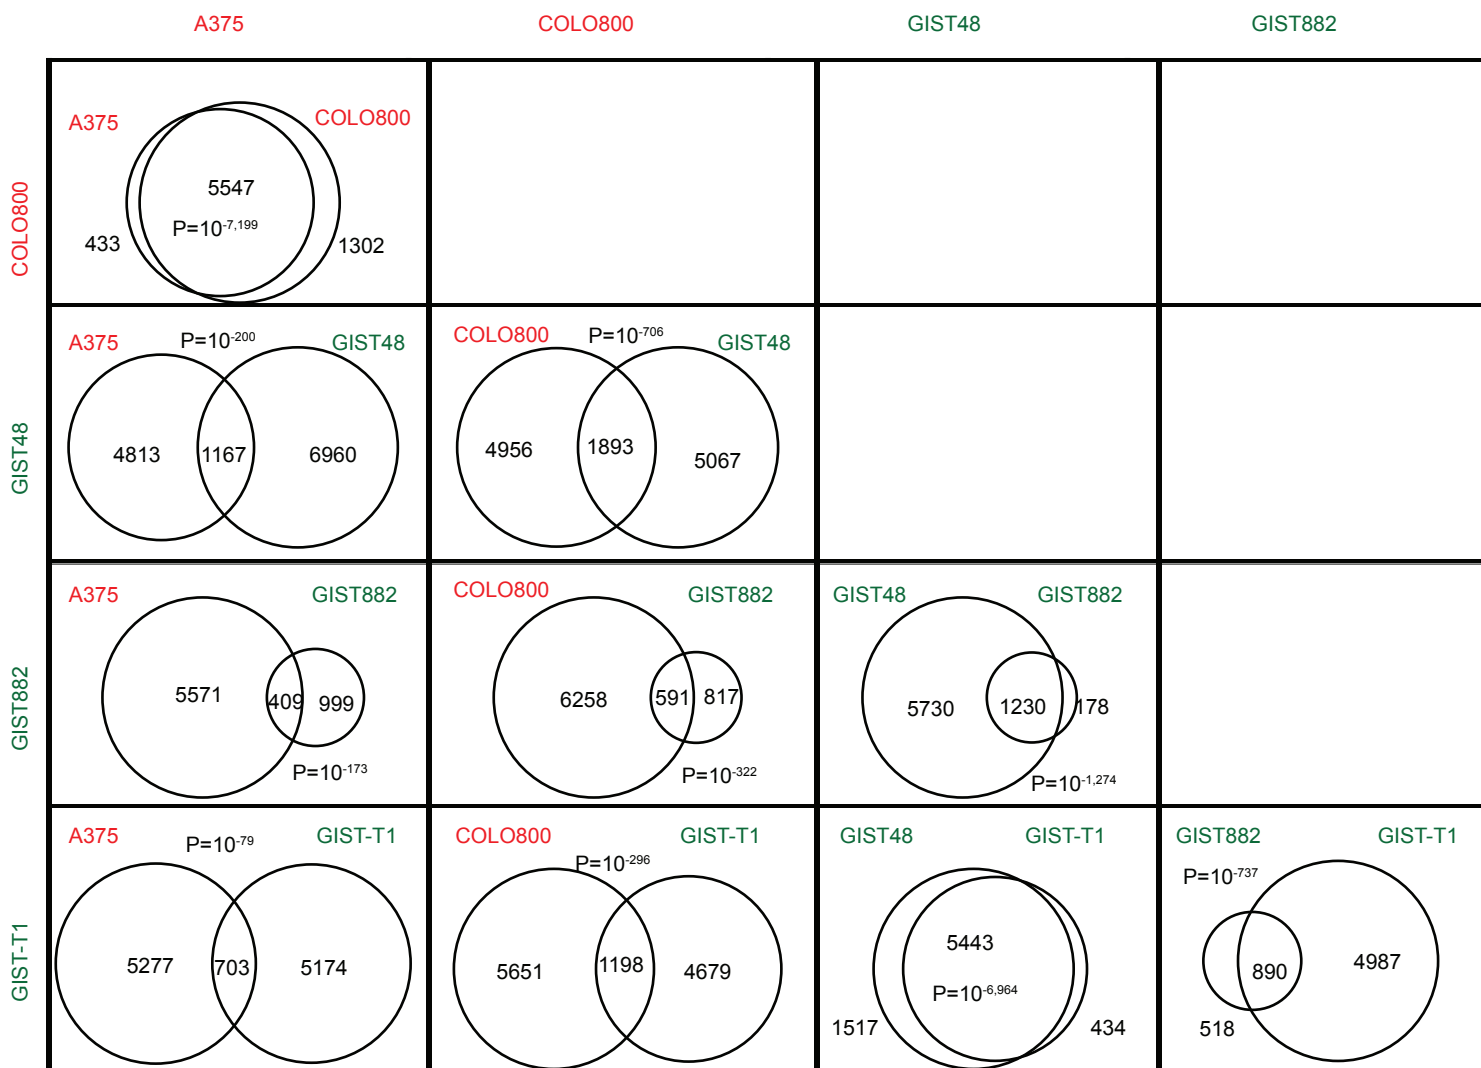 A375 COLO800 GIST48 GIST882
COLO800
A375 COLO800
5547
P=10-7,199
433 1302
GIST48
A375 P=10-200 GIST48
4813 1167 6960
COLO800 P=10-706 GIST48
4956 1893 5067
GIST882
A375 GIST882
5571 409 999
P=10-173
COLO800 GIST882
6258 591 817
P=10-322
GIST48 GIST882
5730 1230 178
P=10-1,274
GIST-T1
A375 P=10-79 GIST-T1
5277 703 5174
COLO800 GIST-T1
P=10-296
5651 1198 4679
GIST48 GIST-T1
5443
P=10-6,964
1517 434
GIST882 GIST-T1
P=10-737
890 4987
518